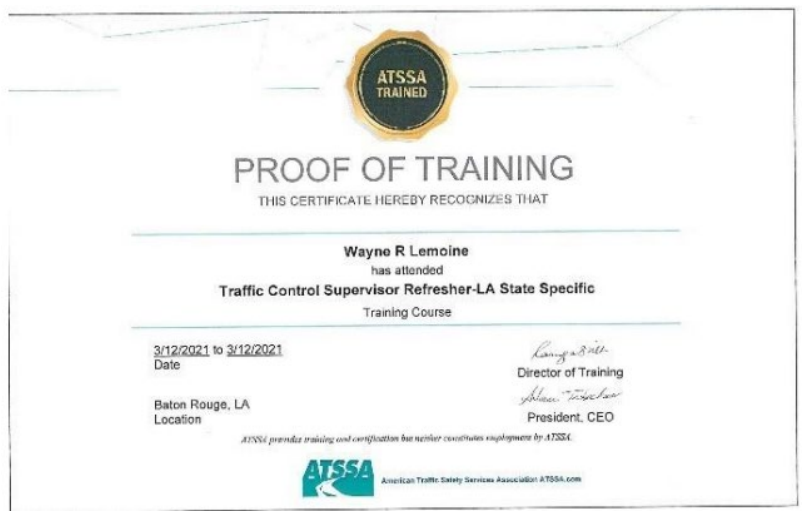 ATSSA
TRAINED
PROOF OF TRAINING
THIS CERTIFICATE HEREBY RECOGNIZES THAT
Wayne R Lemoine
has attended
Traffic Control Supervisor Refresher-LA State Specific
Training Course
3/12/2021 to 3/12/2021
Date
Director of Training
Baton Rouge, LA
Location
President, CEO
ATSSA provides training and certification but neither constitutes employment by ATSSA.
ATSSA
American Traffic Safety Services Association ATSSA.com